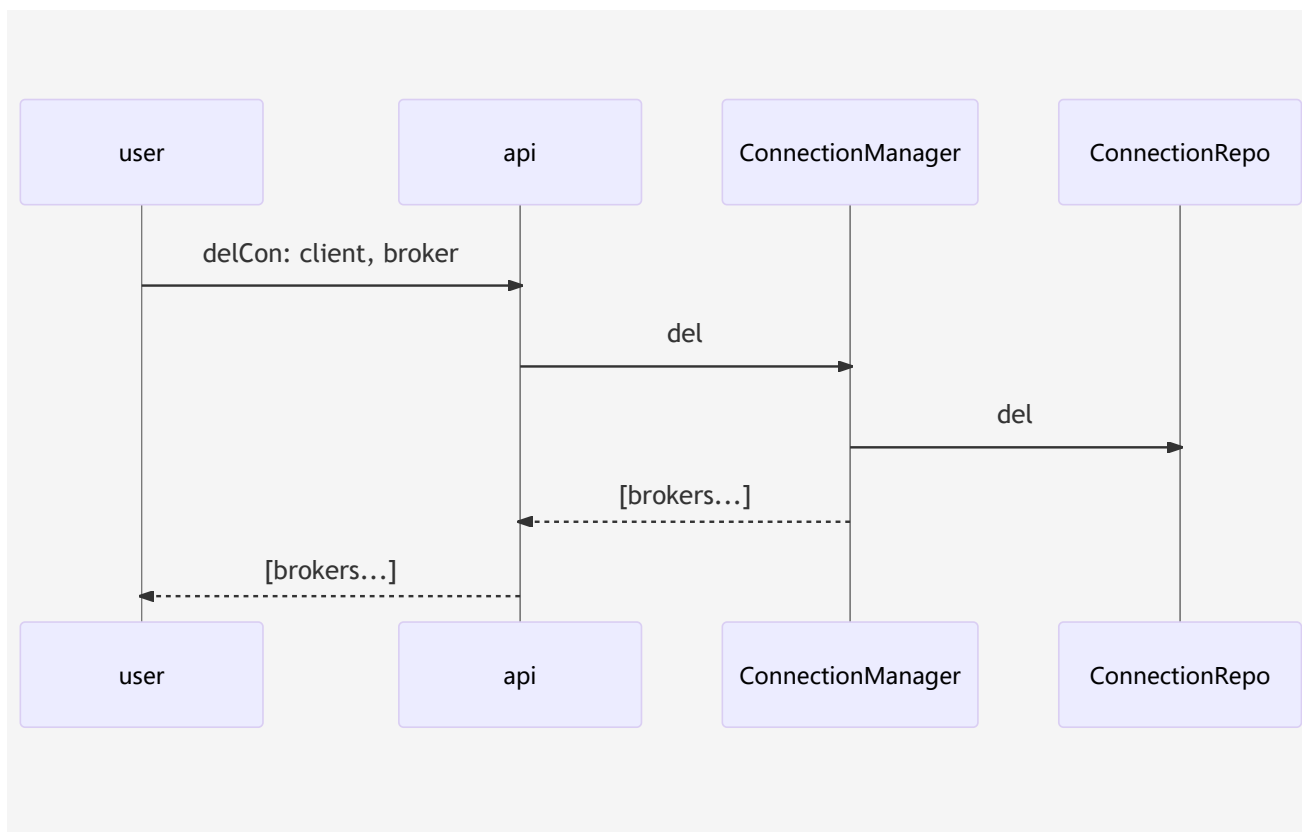 user
api
ConnectionManager
ConnectionRepo
delCon: client, broker
del
del
[brokers...]
[brokers...]
user
api
ConnectionManager
ConnectionRepo